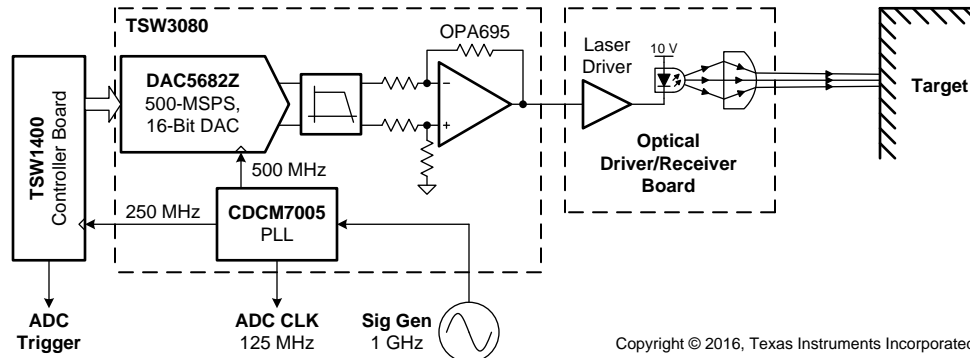 TSW3080
OPA695
DAC5682Z
500-MSPS,
16-Bit DAC
−
+
Laser
Driver
10 V
Target
Optical
Driver/Receiver
Board
TSW1400
Controller Board
500 MHz
250 MHz
CDCM7005
PLL
ADC
Trigger
ADC CLK
125 MHz
Sig Gen
1 GHz
Copyright © 2016, Texas Instruments Incorporated